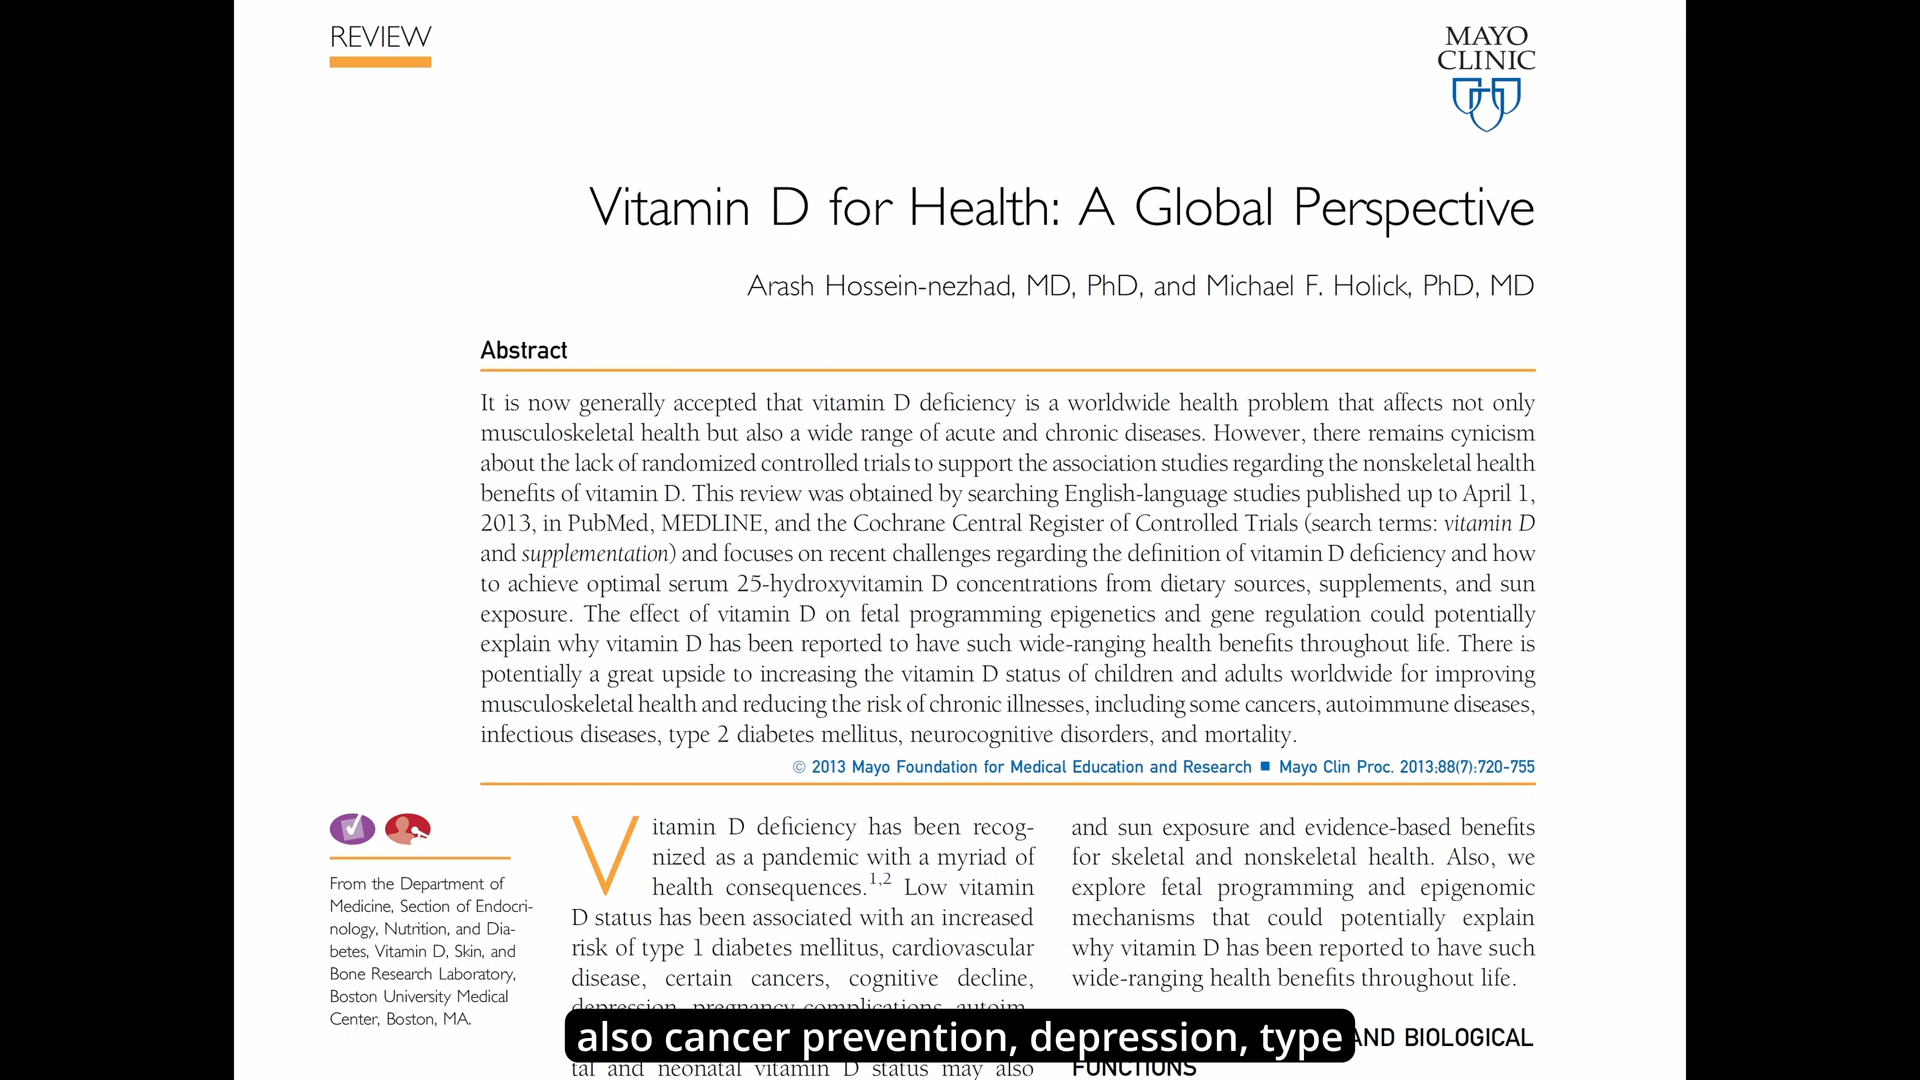 REVIEW
MAYO
CLINIC
Vitamin D for Health: A Global Perspective
Arash Hossein-nezhad, MD, PhD, and Michael F. Holick, PhD, MD
Abstract
It is now generally accepted that vitamin D deficiency is a worldwide health problem that affects not only
musculoskeletal health but also a wide range of acute and chronic diseases. However, there remains cynicism
about the lack of randomized controlled trials to support the association studies regarding the nonskeletal health
benefits of vitamin D. This review was obtained by searching English-language studies published up to April 1,
2013, in PubMed, MEDLINE, and the Cochrane Central Register of Controlled Trials (search terms: vitamin D
and supplementation) and focuses on recent challenges regarding the definition of vitamin D deficiency and how
to achieve optimal serum 25-hydroxyvitamin D concentrations from dietary sources, supplements, and sun
exposure. The effect of vitamin D on fetal programming epigenetics and gene regulation could potentially
explain why vitamin D has been reported to have such wide-ranging health benefits throughout life. There is
potentially a great upside to increasing the vitamin D status of children and adults worldwide for improving
musculoskeletal health and reducing the risk of chronic illnesses, including some cancers, autoimmune diseases,
infectious diseases, type 2 diabetes mellitus, neurocognitive disorders, and mortality.
© 2013 Mayo Foundation for Medical Education and Research ■ Mayo Clin Proc. 2013;88(7):720-755
From the Department of
Medicine, Section of Endocri-
nology, Nutrition, and Dia-
betes, Vitamin D, Skin, and
Bone Research Laboratory,
Boston University Medical
Center, Boston, MA.
Vitamin D deficiency has been recog-
nized as a pandemic with a myriad of
health consequences.1,2 Low vitamin
D status has been associated with an increased
risk of type 1 diabetes mellitus, cardiovascular
disease, certain cancers, cognitive decline,
depression, pregnancy complications, autoim-
tal and neonatal vitamin D status may also
and sun exposure and evidence-based benefits
for skeletal and nonskeletal health. Also, we
explore fetal programming and epigenomic
mechanisms that could potentially explain
why vitamin D has been reported to have such
wide-ranging health benefits throughout life.
AND BIOLOGICAL
FUNCTIONS
also cancer prevention, depression, type